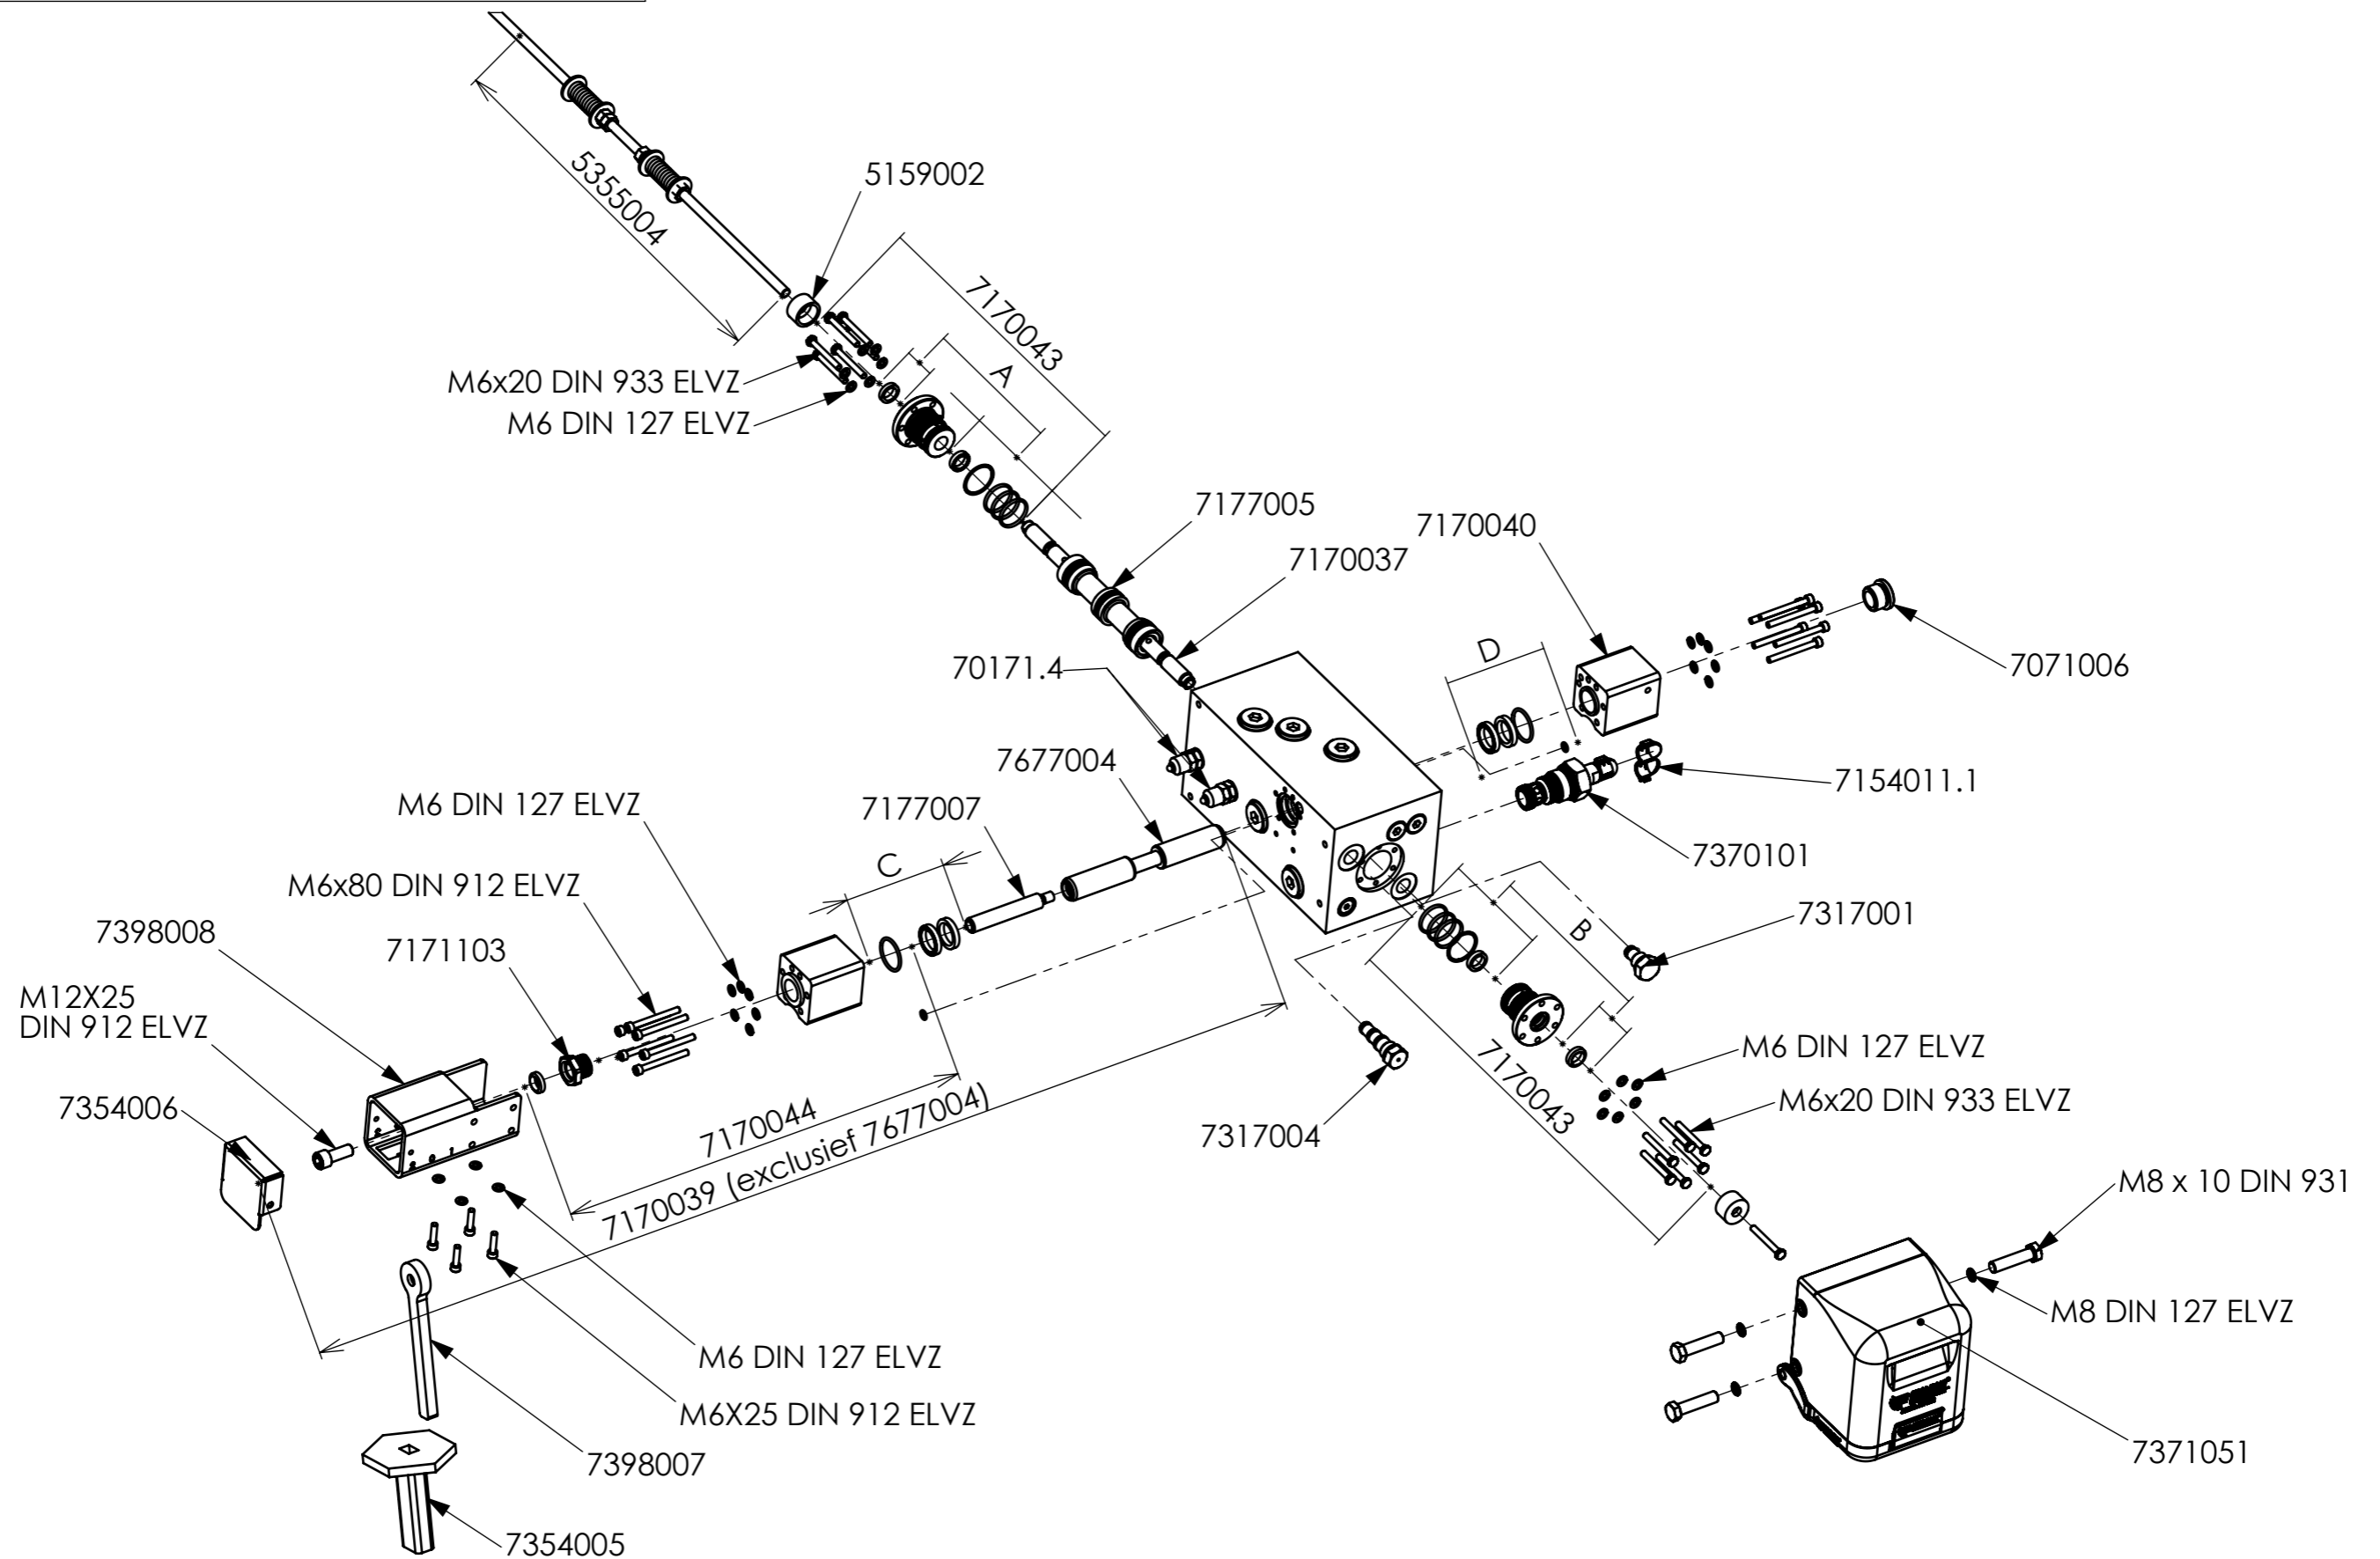 5355004
5159002
7170043
A
M6x20 DIN 933 ELVZ
M6 DIN 127 ELVZ
7177005
7170037
7170040
D
7071006
70171.4
7677004
7154011.1
7177007
M6 DIN 127 ELVZ
C
7370101
M6x80 DIN 912 ELVZ
7317001
7398008
7171103
B
M12X25
DIN 912 ELVZ
M6 DIN 127 ELVZ
7354006
M6x20 DIN 933 ELVZ
7170044
7317004
7170043
7170039 (exclusief 7677004)
M8 x 10 DIN 931
M8 DIN 127 ELVZ
M6 DIN 127 ELVZ
M6X25 DIN 912 ELVZ
7398007
7371051
7354005